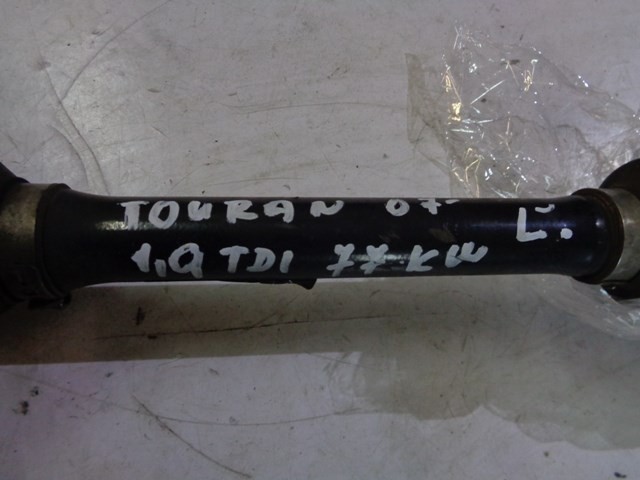 TOURAN 07-
L.
1,9 TDI 77 KW